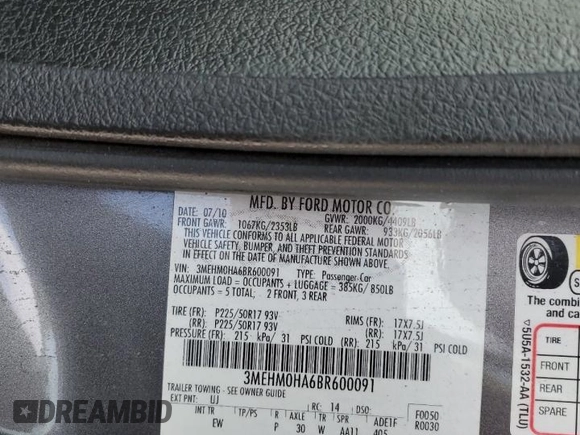 MFD. BY FORD MOTOR CO.
DATE: 07/10 GVWR: 2000KG/4409LB
FRONT GAWR: 1067KG/2353LB REAR GAWR: 933KG/2056LB
THIS VEHICLE CONFORMS TO ALL APPLICABLE FEDERAL MOTOR
VEHICLE SAFETY, BUMPER, AND THEFT PREVENTION STANDARDS
IN EFFECT ON THE DATE OF MANUFACTURE SHOWN ABOVE.
VIN: 3MEHM0HA6BR600091 TYPE: Passenger-Car
MAXIMUM LOAD = OCCUPANTS + LUGGAGE = 385KG/ 850LB
OCCUPANTS = 5 TOTAL, 2 FRONT, 3 REAR
TIRE (FR): P225/50R17 93V RIMS (FR): 17X7.5J
(RR) P225/50R17 93V (RR) 17X7.5J
PRESSURE (FR): 215 kPa/ 31 PSI COLD (RR) 215 kPa/ 31 PSI COLD
3MEHM0HA6BR600091
TRAILER TOWING - SEE OWNER GUIDE
EXT PNT: UJ RC: 14 DSO: F0050
INT TR TP/PS R AXLE TR SPR ADE1F R0030
EW P 30 W AA11 405
The combin
and ca
TIRE
FRONT
REAR
SPARE
5U5A-1532-AA (TLU)
DREAMBID